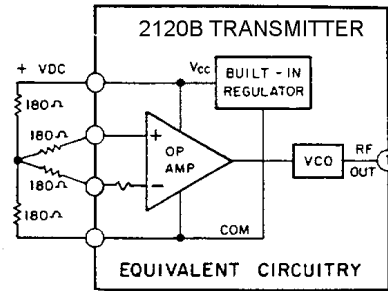 2120B TRANSMITTER
+ VDC
Vcc
BUILT-IN
REGULATOR
180Ω
180Ω
+
OP
AMP
VCO
RF
OUT
180Ω
-
180Ω
COM
EQUIVALENT CIRCUITRY